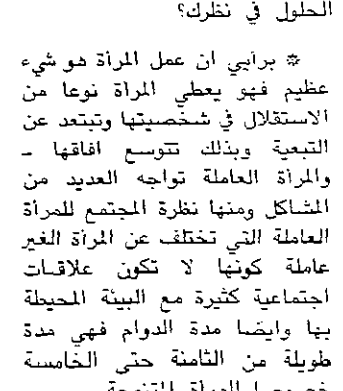 الحلول في نظرك؟
* برأيي ان عمل المرأة هو شيء
عظيم فهو يعطي المراة نوعا من
الاستقلال في شخصيتها وتبتعد عن
التبعية وبذلك تتوسع افاقها -
والمراة العاملة تواجه العديد من
المشاكل ومنها نظرة المجتمع للمرأة
العاملة التي تختلف عن المرأة الغير
عاملة كونها لا تكون علاقات
اجتماعية كثيرة مع البيئة المحيطة
بها وايضا مدة الدوام فهي مدة
طويلة من الثامنة حتى الخامسة